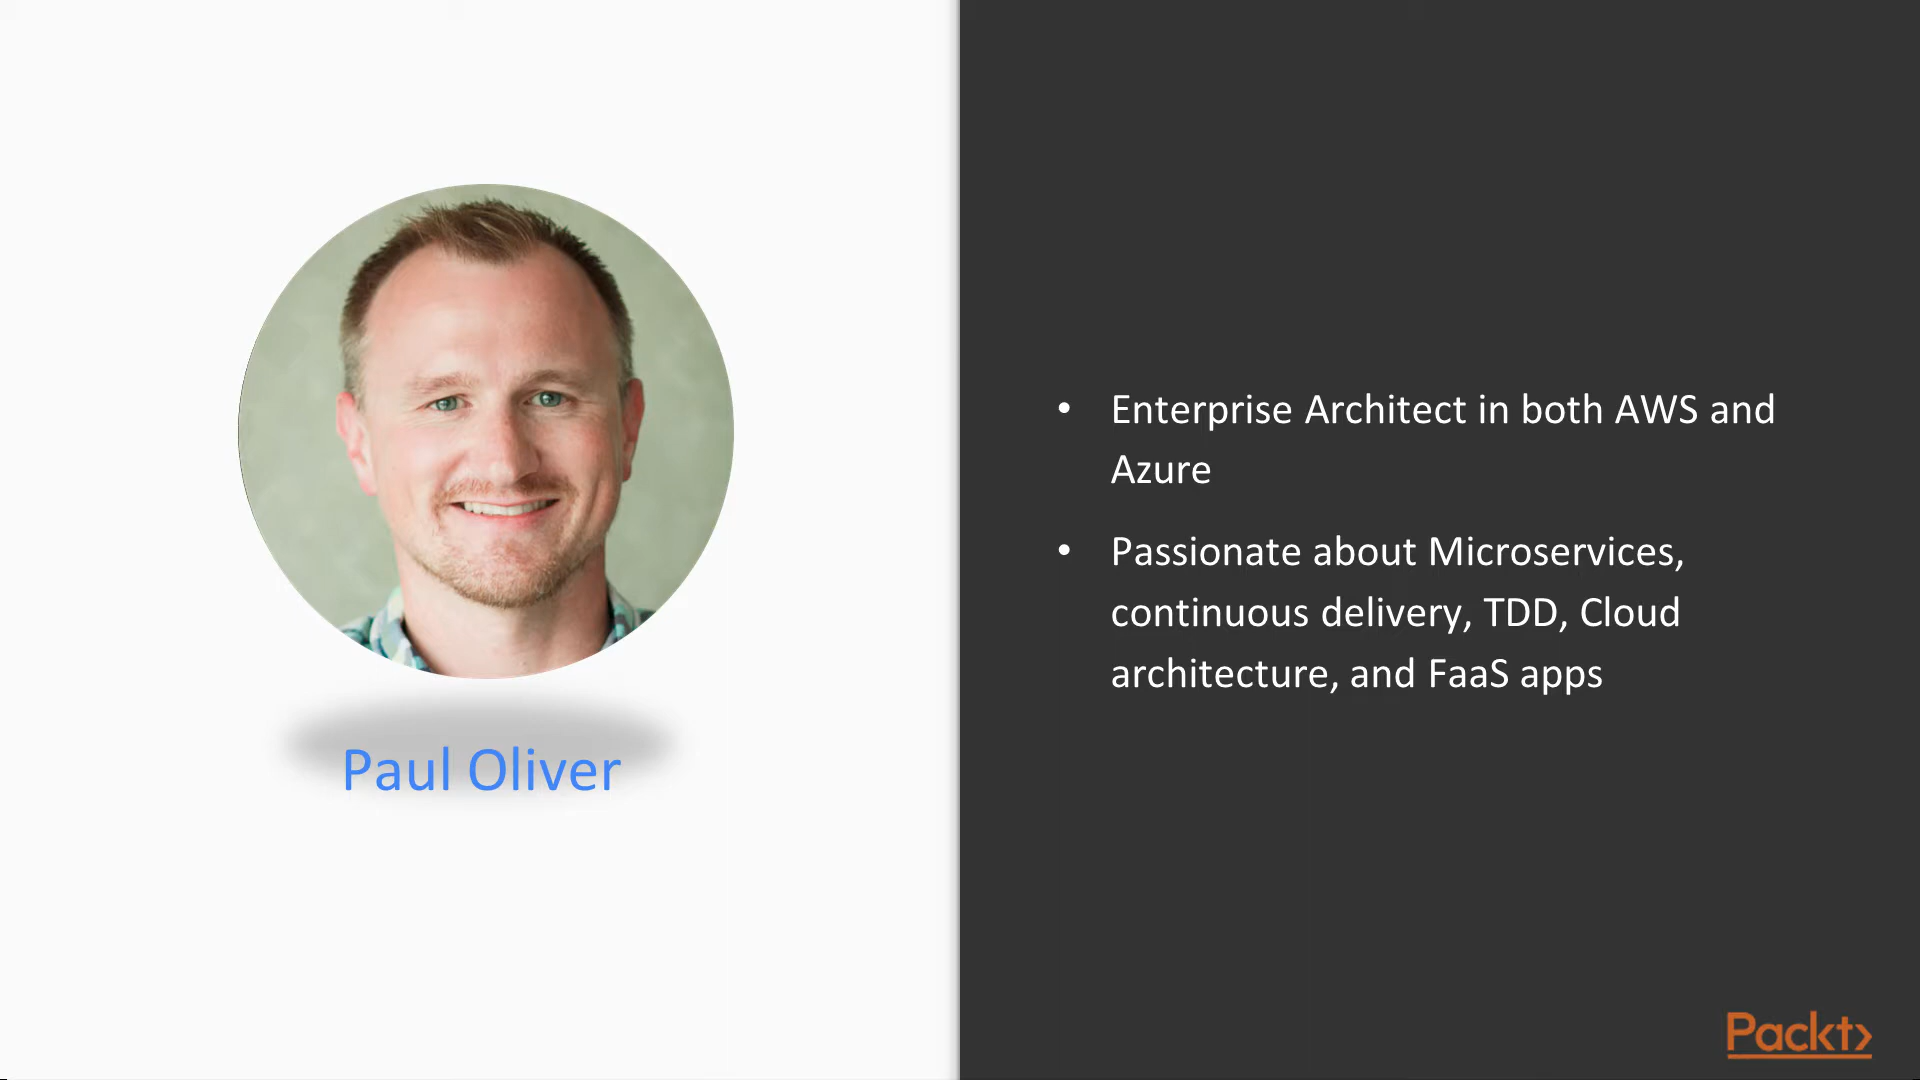 Paul Oliver
• Enterprise Architect in both AWS and
Azure
• Passionate about Microservices,
continuous delivery, TDD, Cloud
architecture, and FaaS apps
Packt>